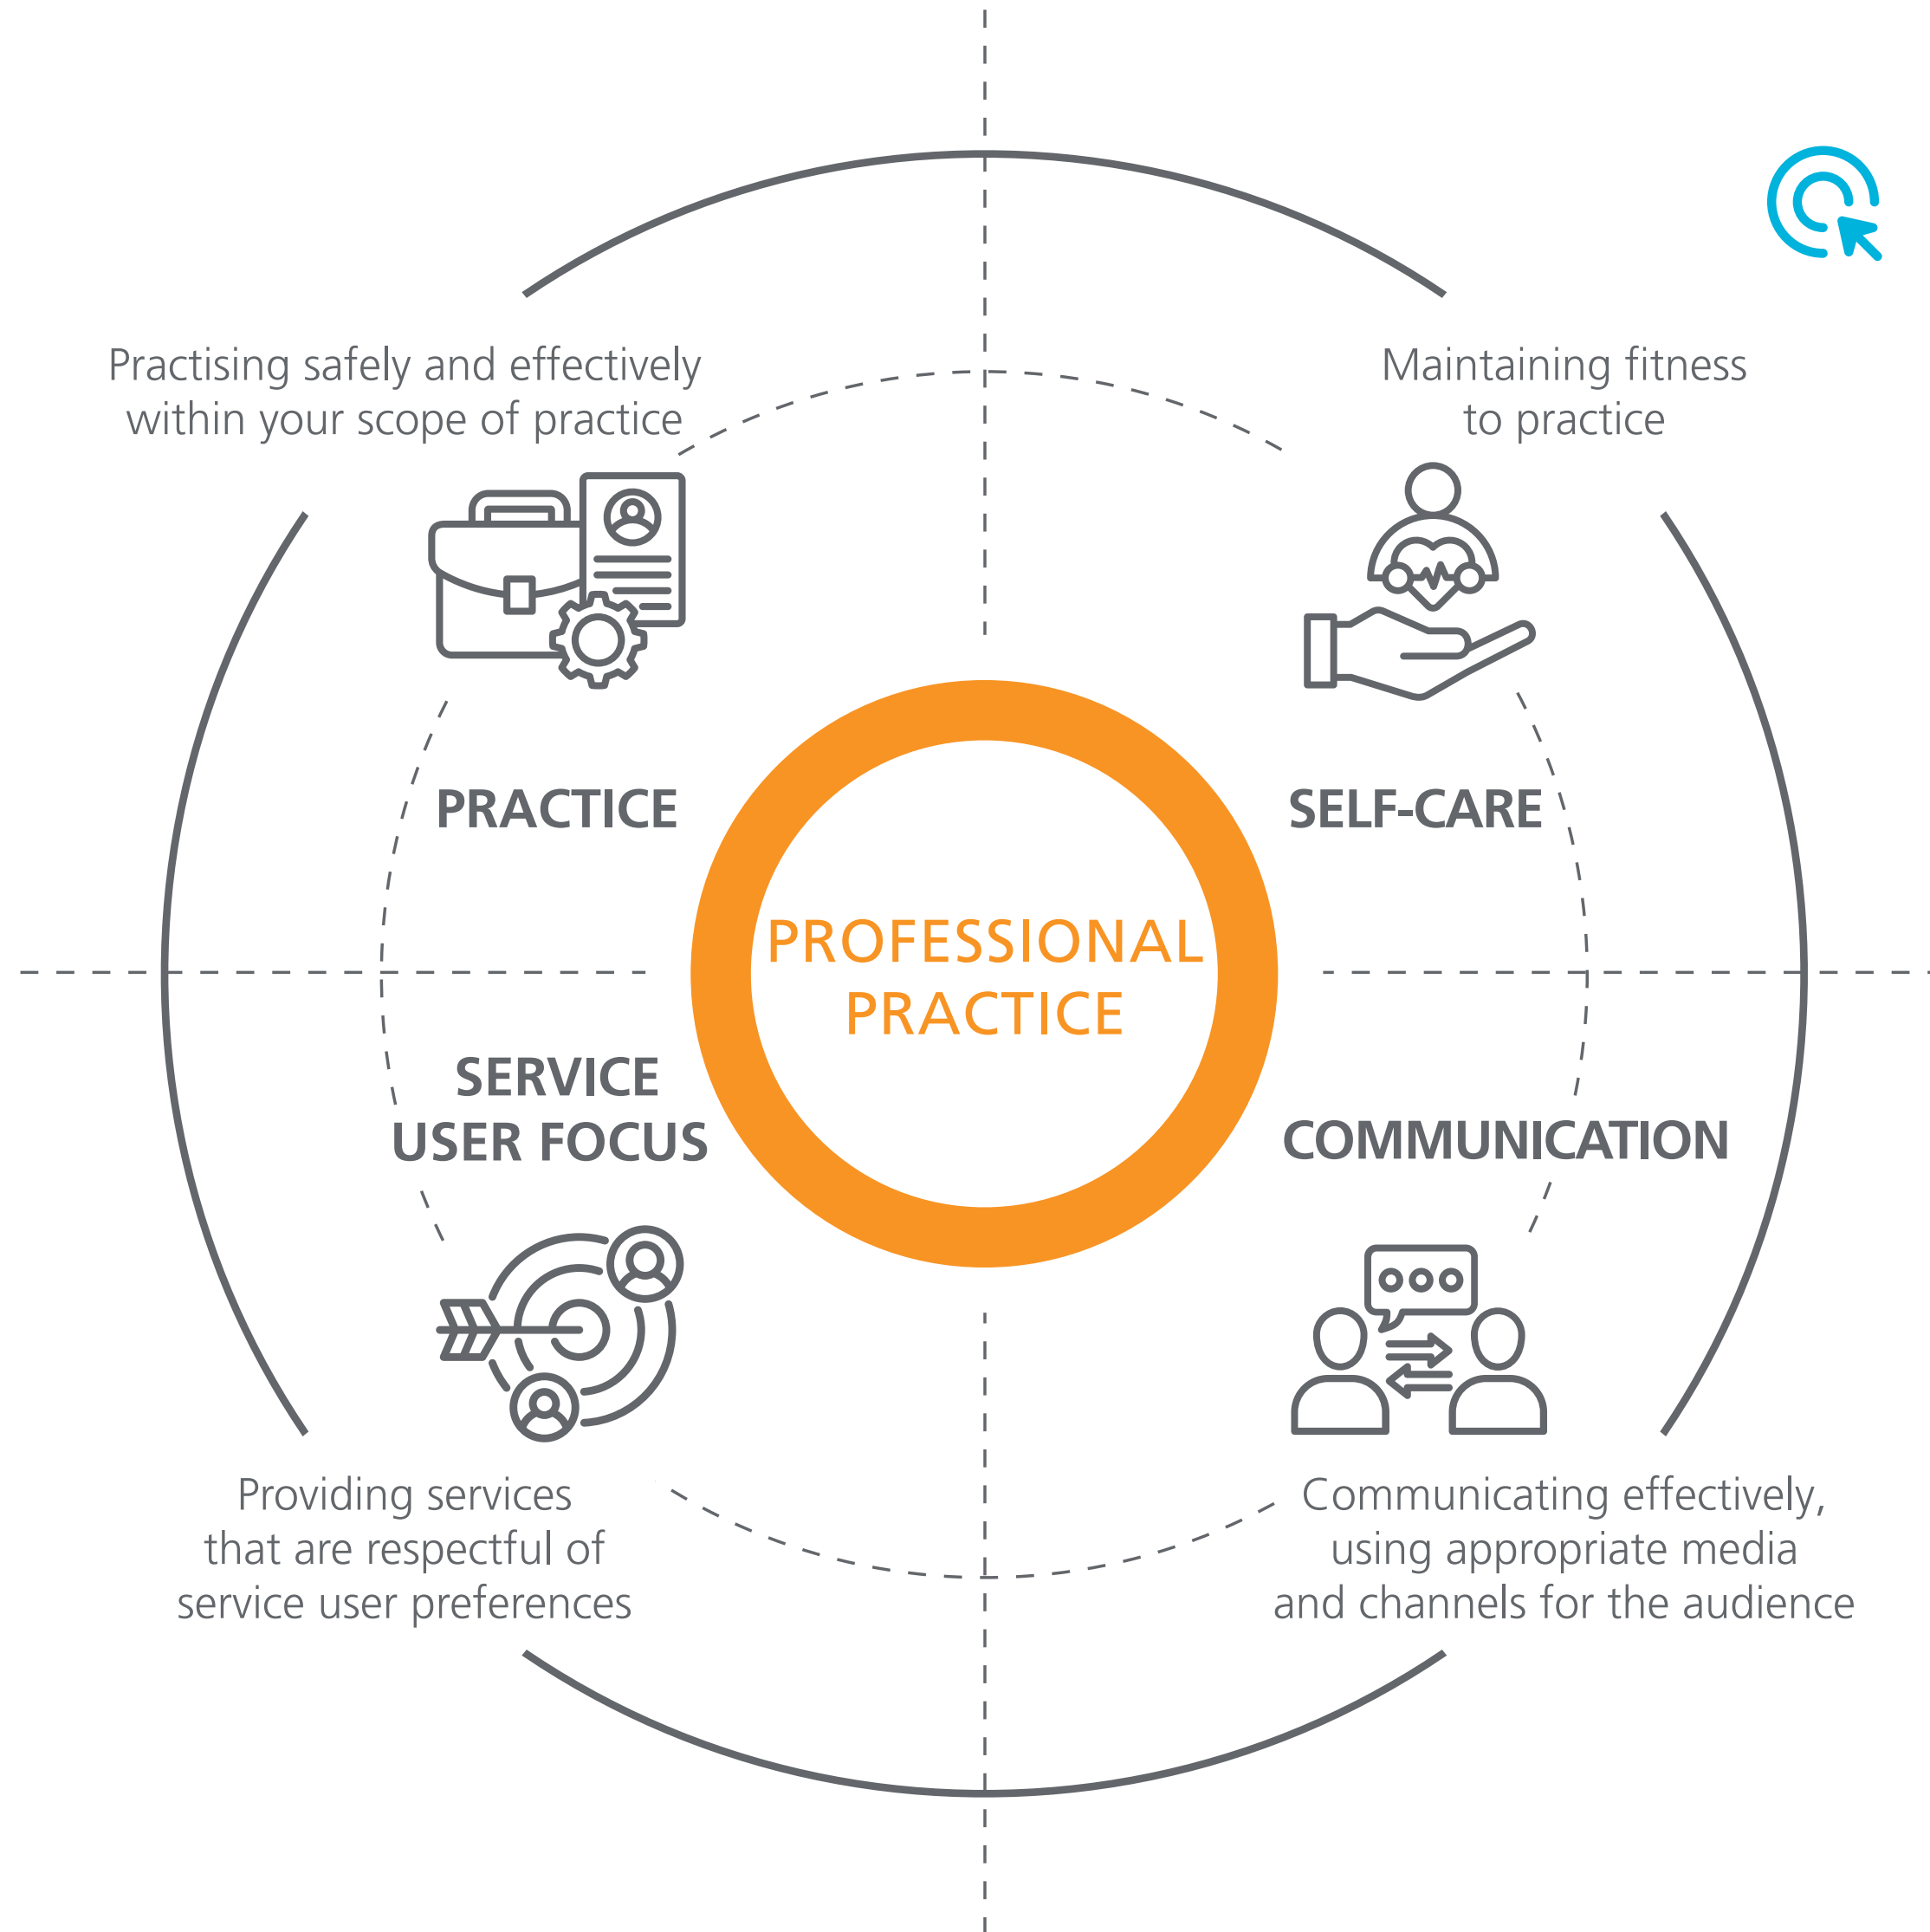 Practising safely and effectively
within your scope of practice
PRACTICE
Maintaining fitness
to practice
SELF-CARE
PROFESSIONAL
PRACTICE
SERVICE
USER FOCUS
Providing services
that are respectful of
service user preferences
COMMUNICATION
Communicating effectively,
using appropriate media
and channels for the audience